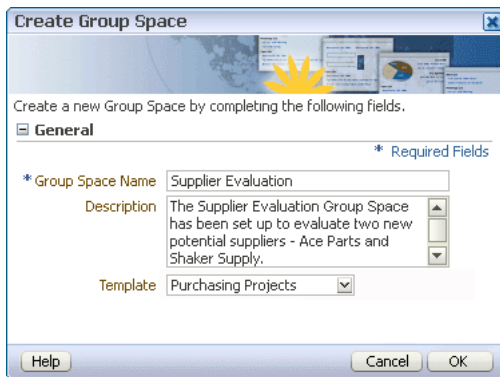 Create Group Space
Create a new Group Space by completing the following fields.
General
* Required Fields
* Group Space Name Supplier Evaluation
Description The Supplier Evaluation Group Space
has been set up to evaluate two new
potential suppliers - Ace Parts and
Shaker Supply.
Template Purchasing Projects
Help Cancel OK